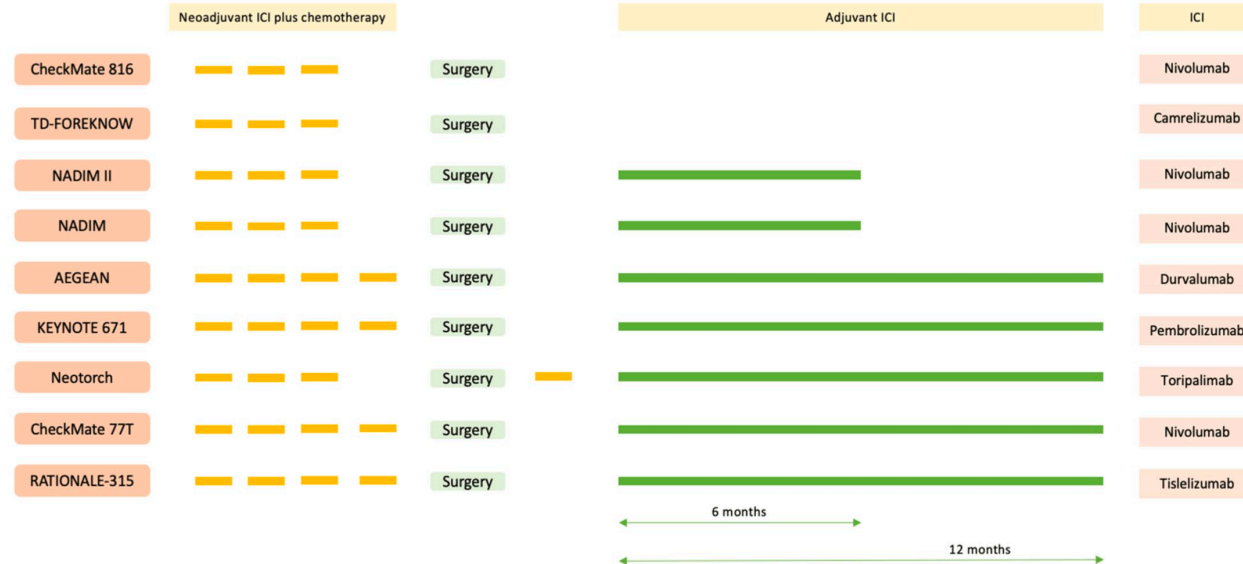 Neoadjuvant ICI plus chemotherapy Adjuvant ICI ICI
CheckMate 816 Surgery Nivolumab
TD-FOREKNOW Surgery Camrelizumab
NADIM II Surgery Nivolumab
NADIM Surgery Nivolumab
AEGEAN Surgery Durvalumab
KEYNOTE 671 Surgery Pembrolizumab
Neotorch Surgery Toripalimab
CheckMate 77T Surgery Nivolumab
RATIONALE-315 Surgery Tislelizumab
6 months
12 months